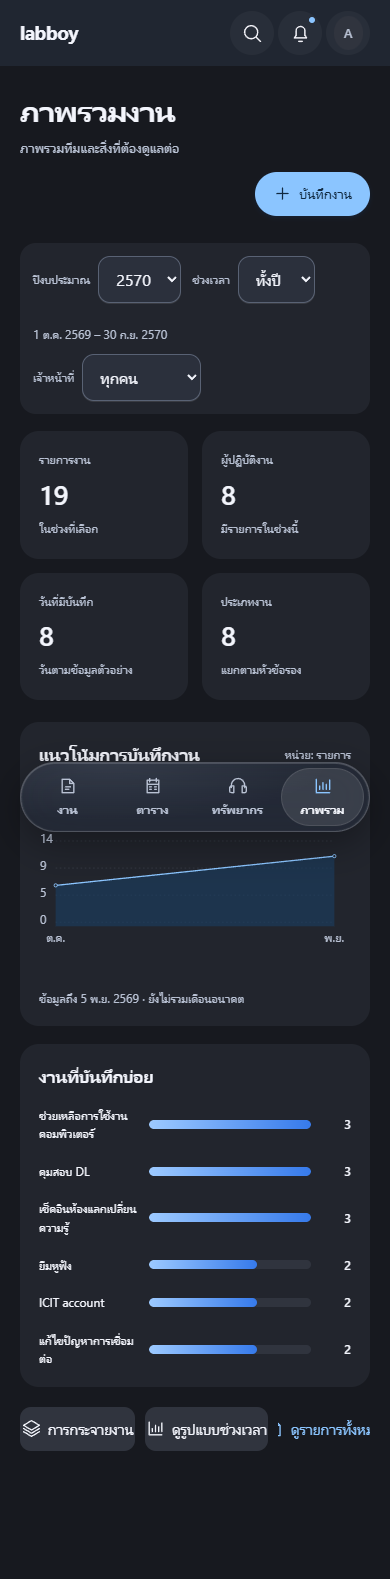 labboy
A
ภาพรวมงาน
ภาพรวมทีมและสิ่งที่ต้องดูแลต่อ
บันทึกงาน
ปีงบประมาณ 2570 ช่วงเวลา ทั้งปี
1 ต.ค. 2569 – 30 ก.ย. 2570
เจ้าหน้าที่ ทุกคน
รายการงาน
19
ในช่วงที่เลือก
ผู้ปฏิบัติงาน
8
มีรายการในช่วงนี้
วันที่มีบันทึก
8
วันตามข้อมูลตัวอย่าง
ประเภทงาน
8
แยกตามหัวข้อรอง
แนวโน้มการบันทึกงาน หน่วย: รายการ
งาน ตาราง ทรัพยากร ภาพรวม
14
9
5
0
ต.ค. พ.ย.
ข้อมูลถึง 5 พ.ย. 2569 · ยังไม่รวมเดือนอนาคต
งานที่บันทึกบ่อย
ช่วยเหลือการใช้งาน
คอมพิวเตอร์ 3
คุมสอบ DL 3
เช็คอินห้องแลกเปลี่ยน
ความรู้ 3
ยืมหูฟัง 2
ICIT account 2
แก้ไขปัญหาการเชื่อม
ต่อ 2
การกระจายงาน ดูรูปแบบช่วงเวลา ดูรายการทั้งหม